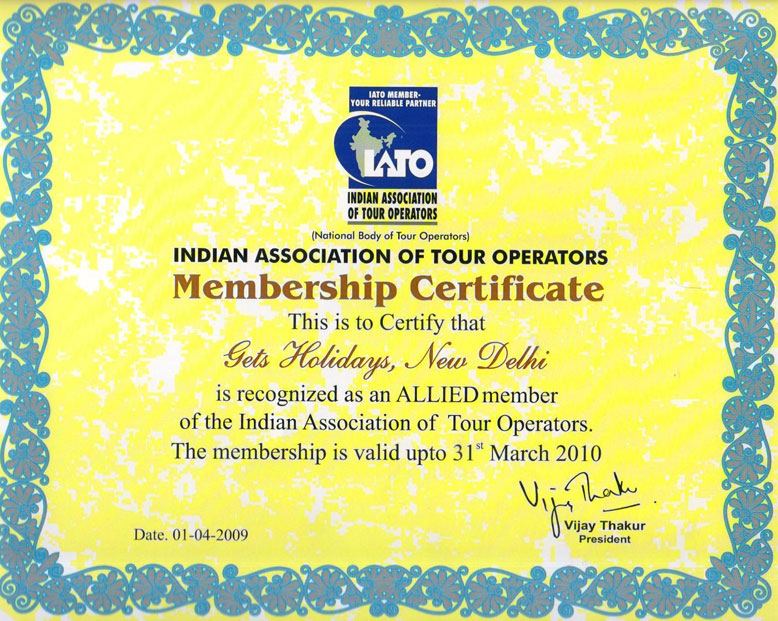 IATO MEMBER-
YOUR RELIABLE PARTNER
IATO
INDIAN ASSOCIATION
OF TOUR OPERATORS
(National Body of Tour Operators)
INDIAN ASSOCIATION OF TOUR OPERATORS
Membership Certificate
This is to Certify that
Gets Holidays, New Delhi
is recognized as an ALLIED member
of the Indian Association of Tour Operators.
The membership is valid upto 31st March 2010
Vijay Thakur
Vijay Thakur
President
Date. 01-04-2009